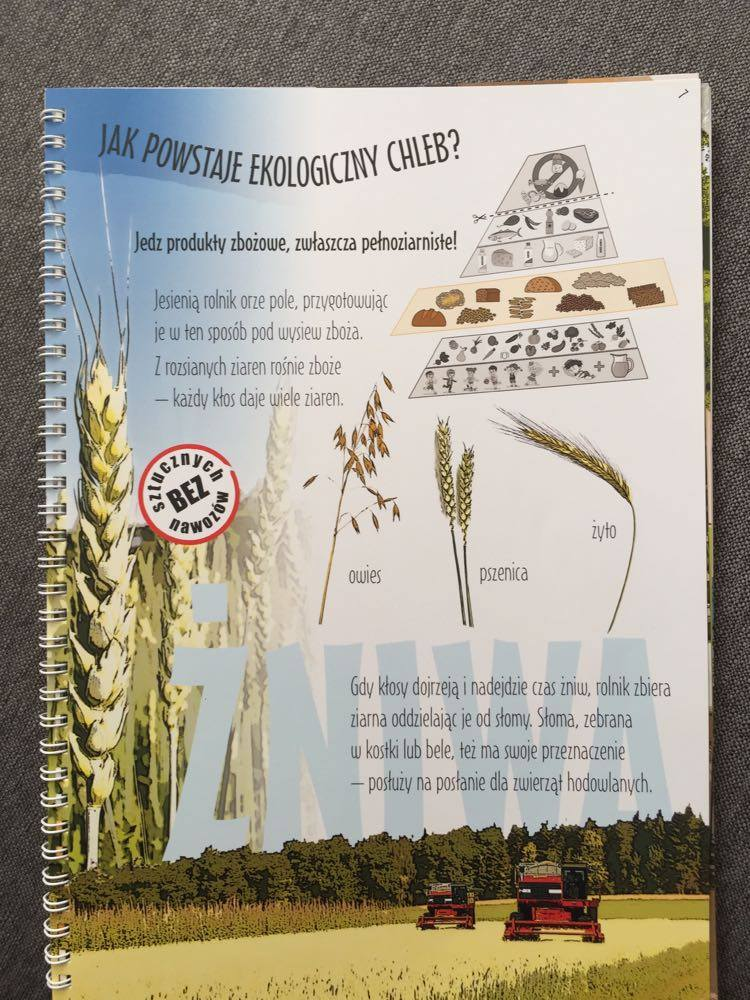 1
JAK POWSTAJE EKOLOGICZNY CHLEB?
Jedz produkty zbożowe, zwłaszcza pełnoziarniste!
Jesienią rolnik orze pole, przygotowując
je w ten sposób pod wysiew zboża.
Z rozsianych ziaren rośnie zboże
– każdy kłos daje wiele ziaren.
sztucznych
BEZ
nawozów
owies
pszenica
żyto
ŻNIWA
Gdy kłosy dojrzeją i nadejdzie czas żniw, rolnik zbiera
ziarna oddzielając je od słomy. Słoma, zebrana
w kostki lub bele, też ma swoje przeznaczenie
– posłuży na posłanie dla zwierząt hodowlanych.